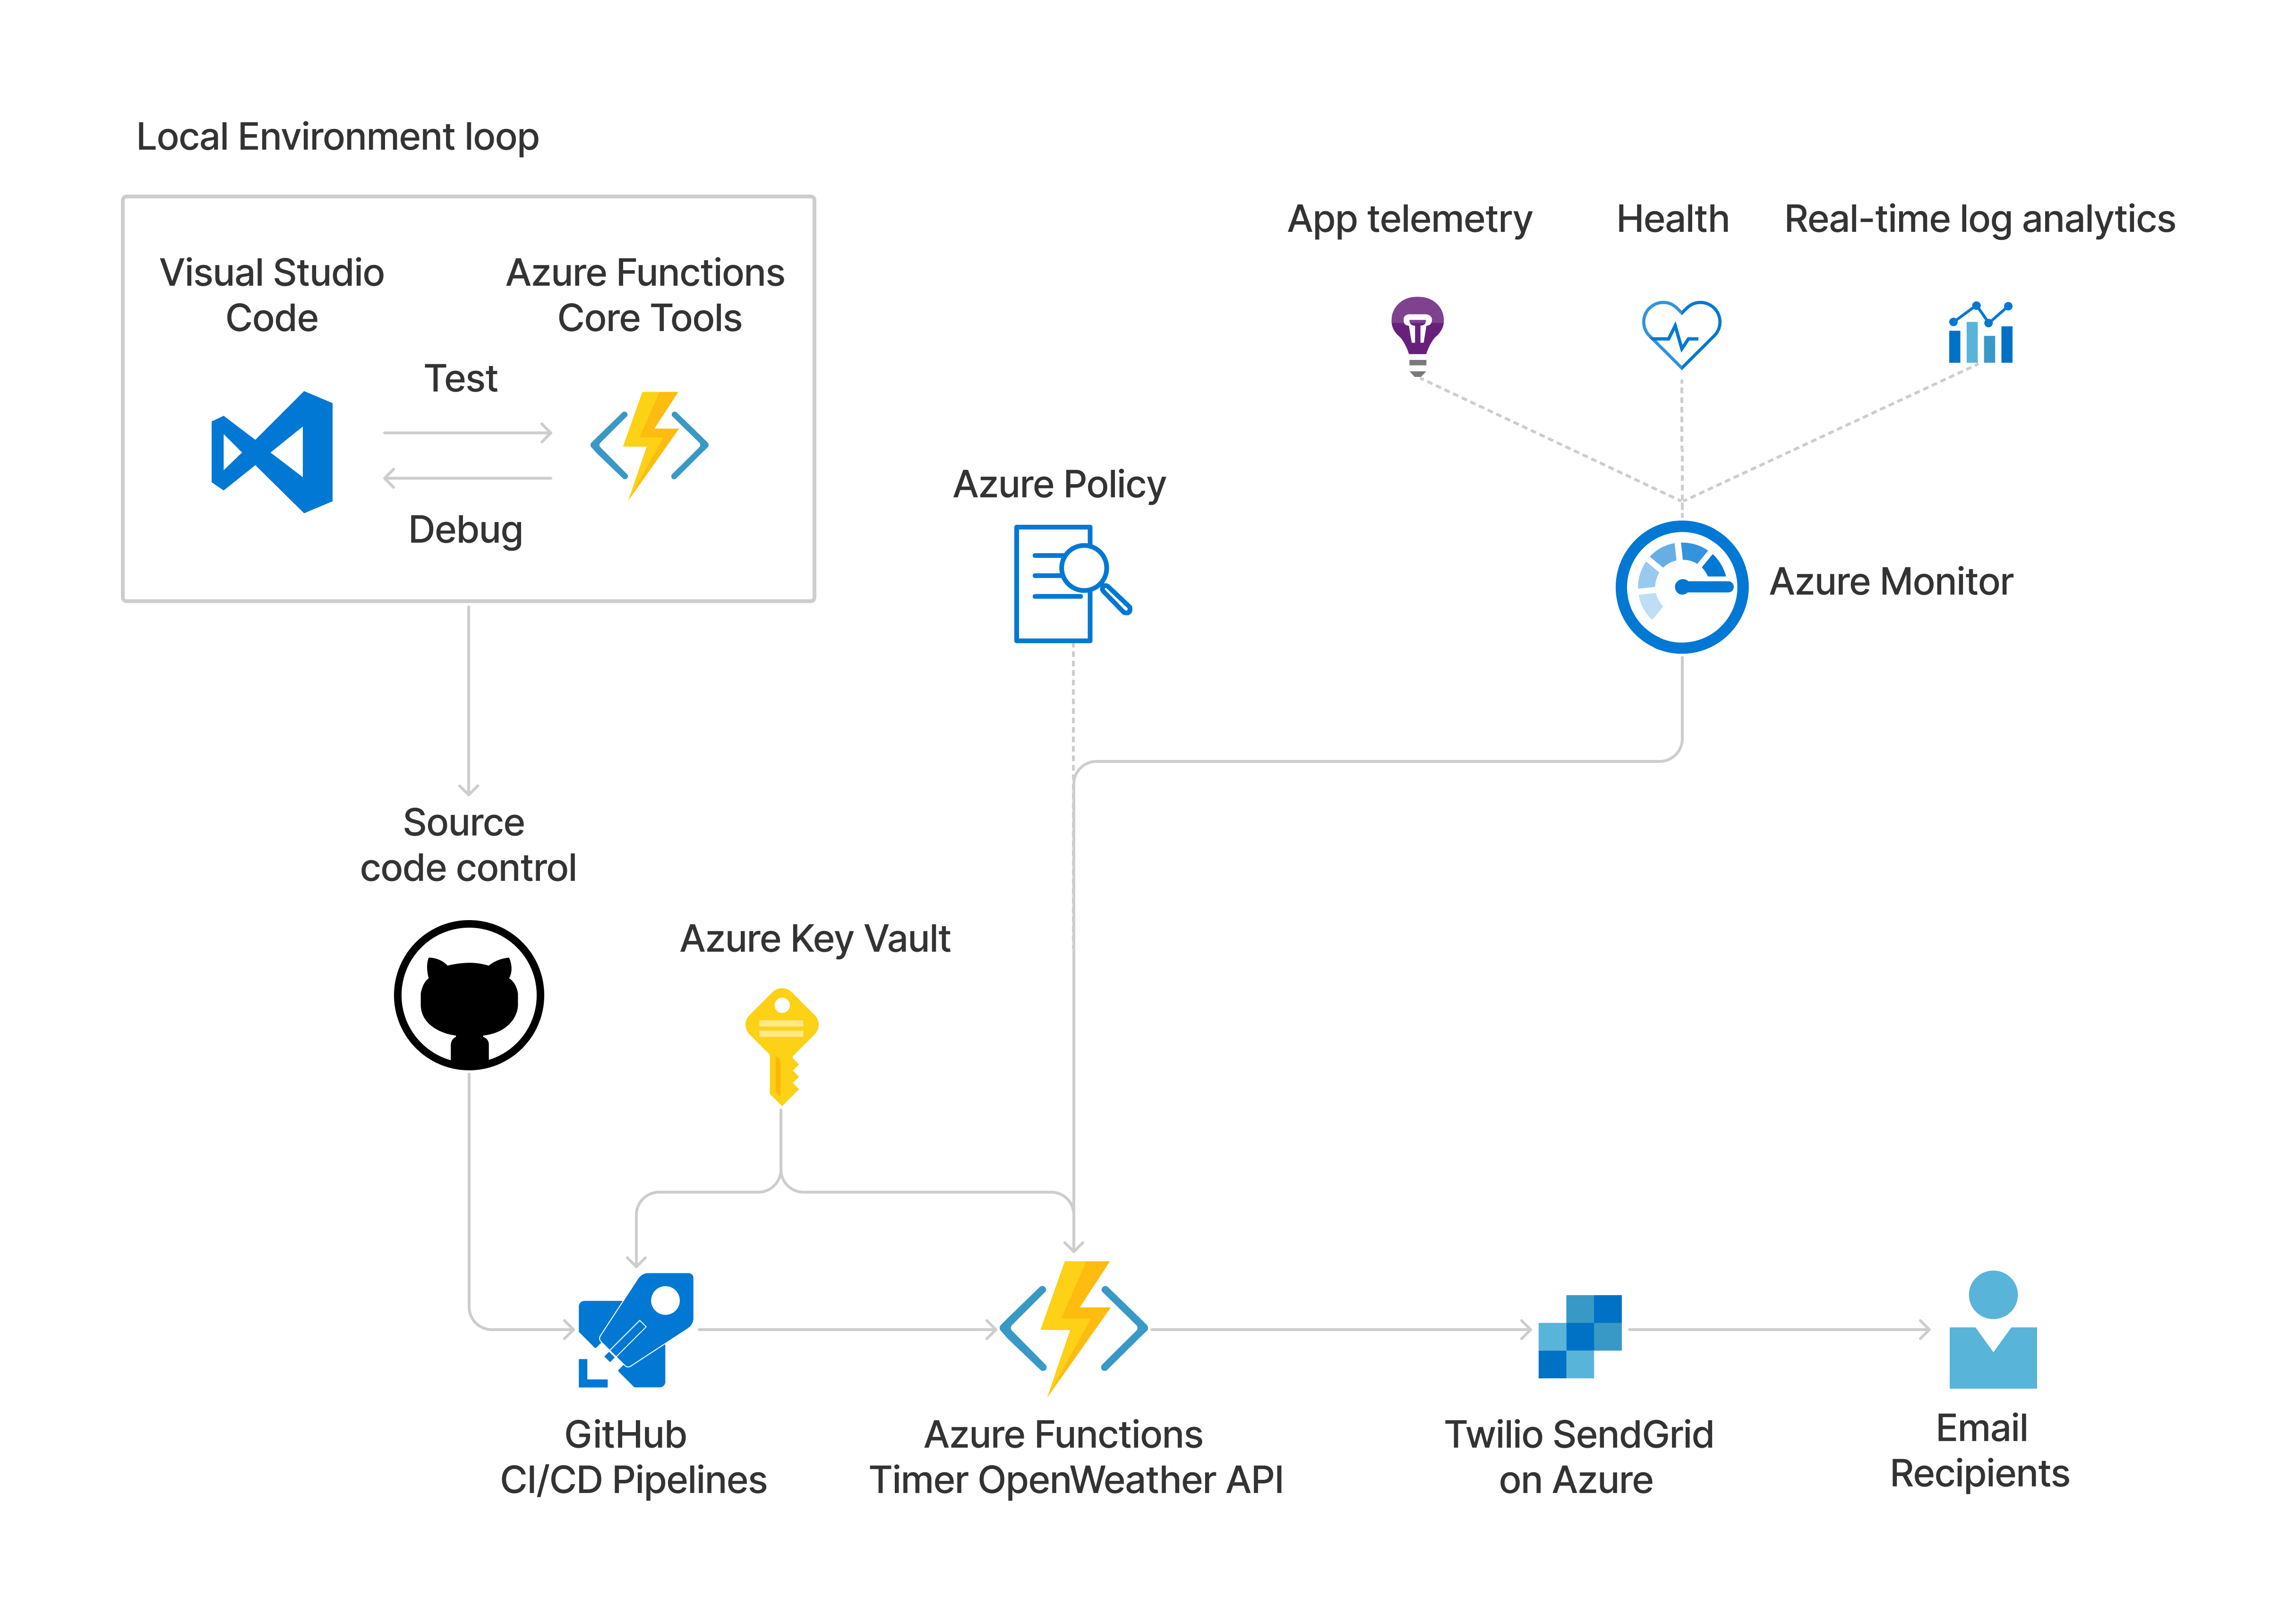 Local Environment loop
Visual Studio
Code
Azure Functions
Core Tools
Test
Debug
App telemetry
Health
Real-time log analytics
Azure Policy
Azure Monitor
Source
code control
Azure Key Vault
GitHub
CI/CD Pipelines
Azure Functions
Timer OpenWeather API
Twilio SendGrid
on Azure
Email
Recipients